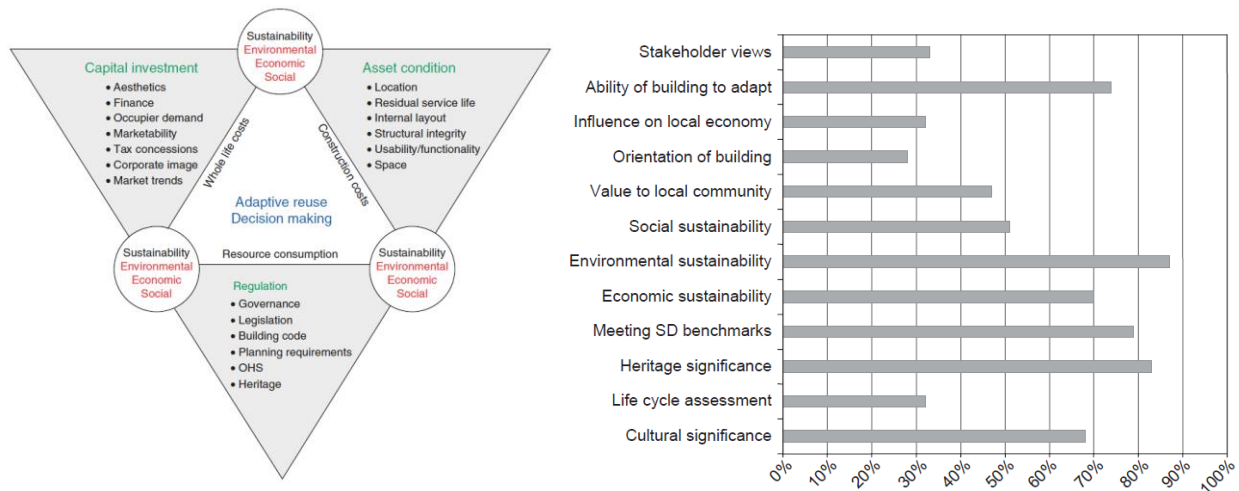 Sustainability
Environmental
Economic
Social
Capital investment
• Aesthetics
• Finance
• Occupier demand
• Marketability
• Tax concessions
• Corporate image
• Market trends
Asset condition
• Location
• Residual service life
• Internal layout
• Structural integrity
• Usability/functionality
• Space
Whole life costs
Construction costs
Adaptive reuse
Decision making
Resource consumption
Sustainability
Environmental
Economic
Social
Sustainability
Environmental
Economic
Social
Regulation
• Governance
• Legislation
• Building code
• Planning requirements
• OHS
• Heritage
Stakeholder views
Ability of building to adapt
Influence on local economy
Orientation of building
Value to local community
Social sustainability
Environmental sustainability
Economic sustainability
Meeting SD benchmarks
Heritage significance
Life cycle assessment
Cultural significance
0% 10% 20% 30% 40% 50% 60% 70% 80% 90% 100%